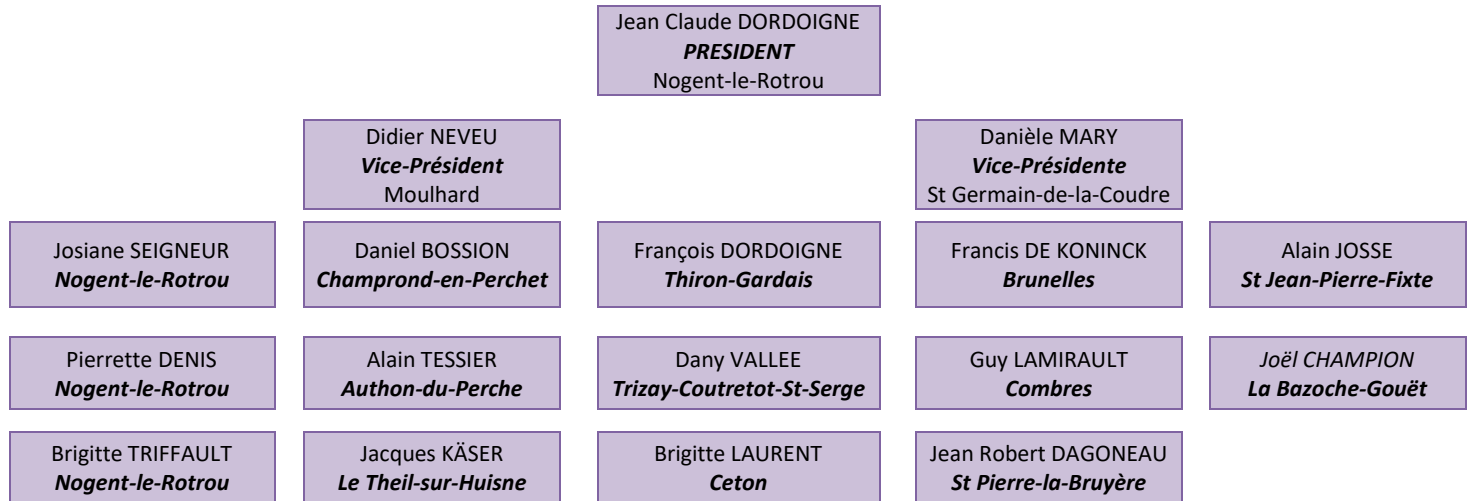 Jean Claude DORDOIGNE
PRESIDENT
Nogent-le-Rotrou
Didier NEVEU
Vice-Président
Moulhard
Danièle MARY
Vice-Présidente
St Germain-de-la-Coudre
Josiane SEIGNEUR
Nogent-le-Rotrou
Daniel BOSSION
Champrond-en-Perchet
François DORDOIGNE
Thiron-Gardais
Francis DE KONINCK
Brunelles
Alain JOSSE
St Jean-Pierre-Fixte
Pierrette DENIS
Nogent-le-Rotrou
Alain TESSIER
Authon-du-Perche
Dany VALLEE
Trizay-Coutretot-St-Serge
Guy LAMIRAULT
Combres
Joël CHAMPION
La Bazoche-Gouët
Brigitte TRIFFAULT
Nogent-le-Rotrou
Jacques KÄSER
Le Theil-sur-Huisne
Brigitte LAURENT
Ceton
Jean Robert DAGONEAU
St Pierre-la-Bruyère